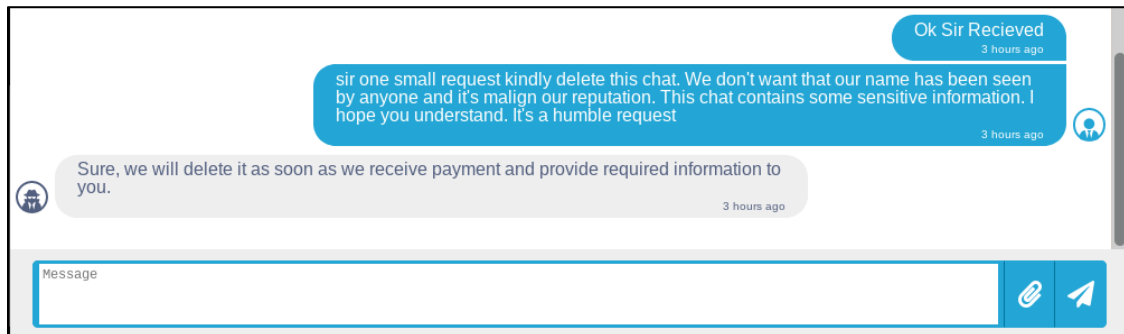 Ok Sir Recieved
3 hours ago
sir one small request kindly delete this chat. We don't want that our name has been seen
by anyone and it's malign our reputation. This chat contains some sensitive information. I
hope you understand. It's a humble request
3 hours ago
Sure, we will delete it as soon as we receive payment and provide required information to
you.
3 hours ago
Message